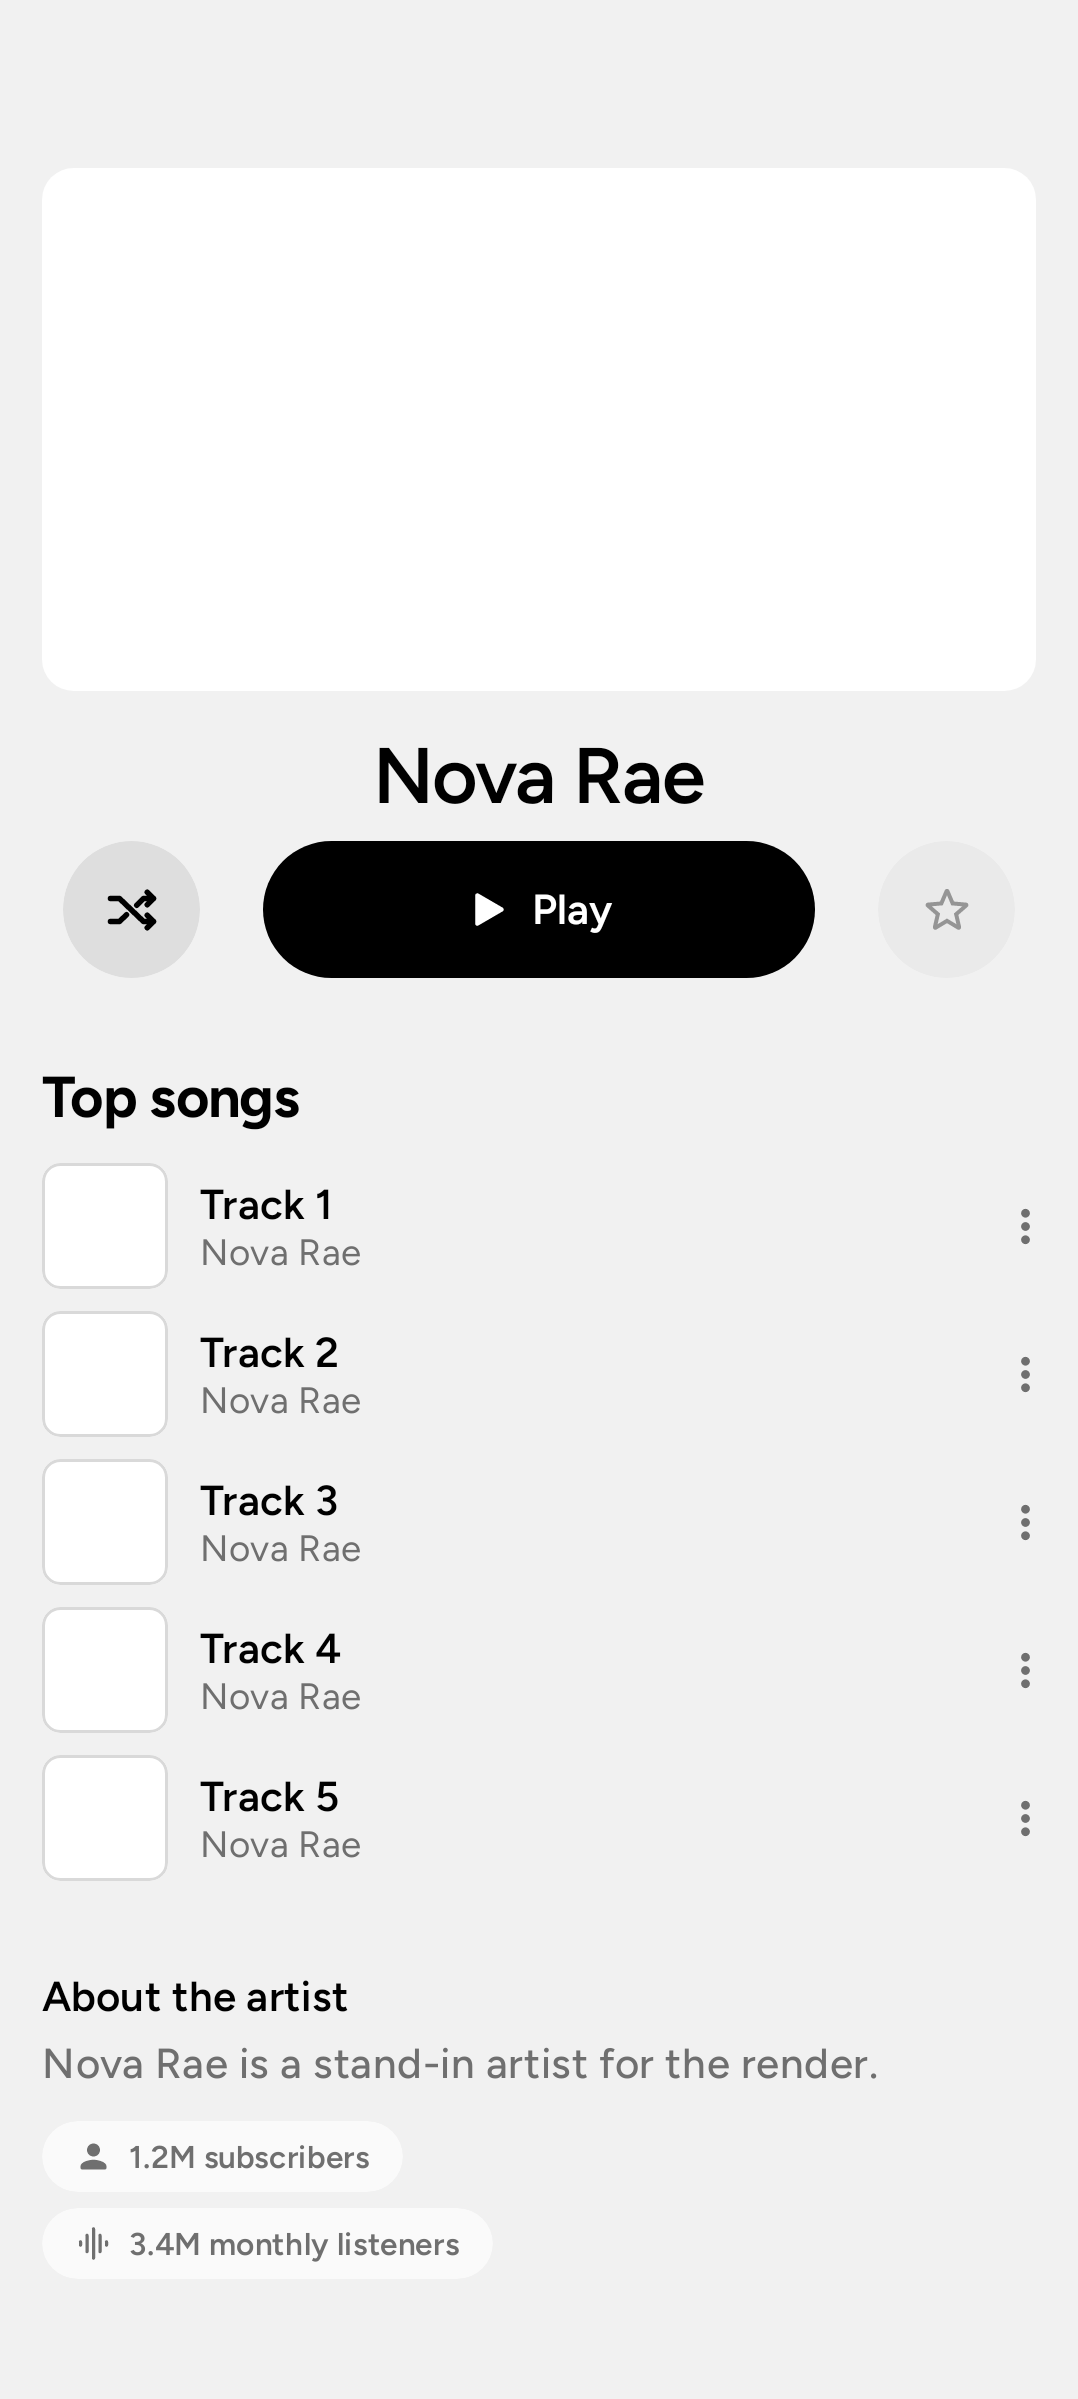 Nova Rae
Play
Top songs
Track 1
Nova Rae
Track 2
Nova Rae
Track 3
Nova Rae
Track 4
Nova Rae
Track 5
Nova Rae
About the artist
Nova Rae is a stand-in artist for the render.
1.2M subscribers
3.4M monthly listeners